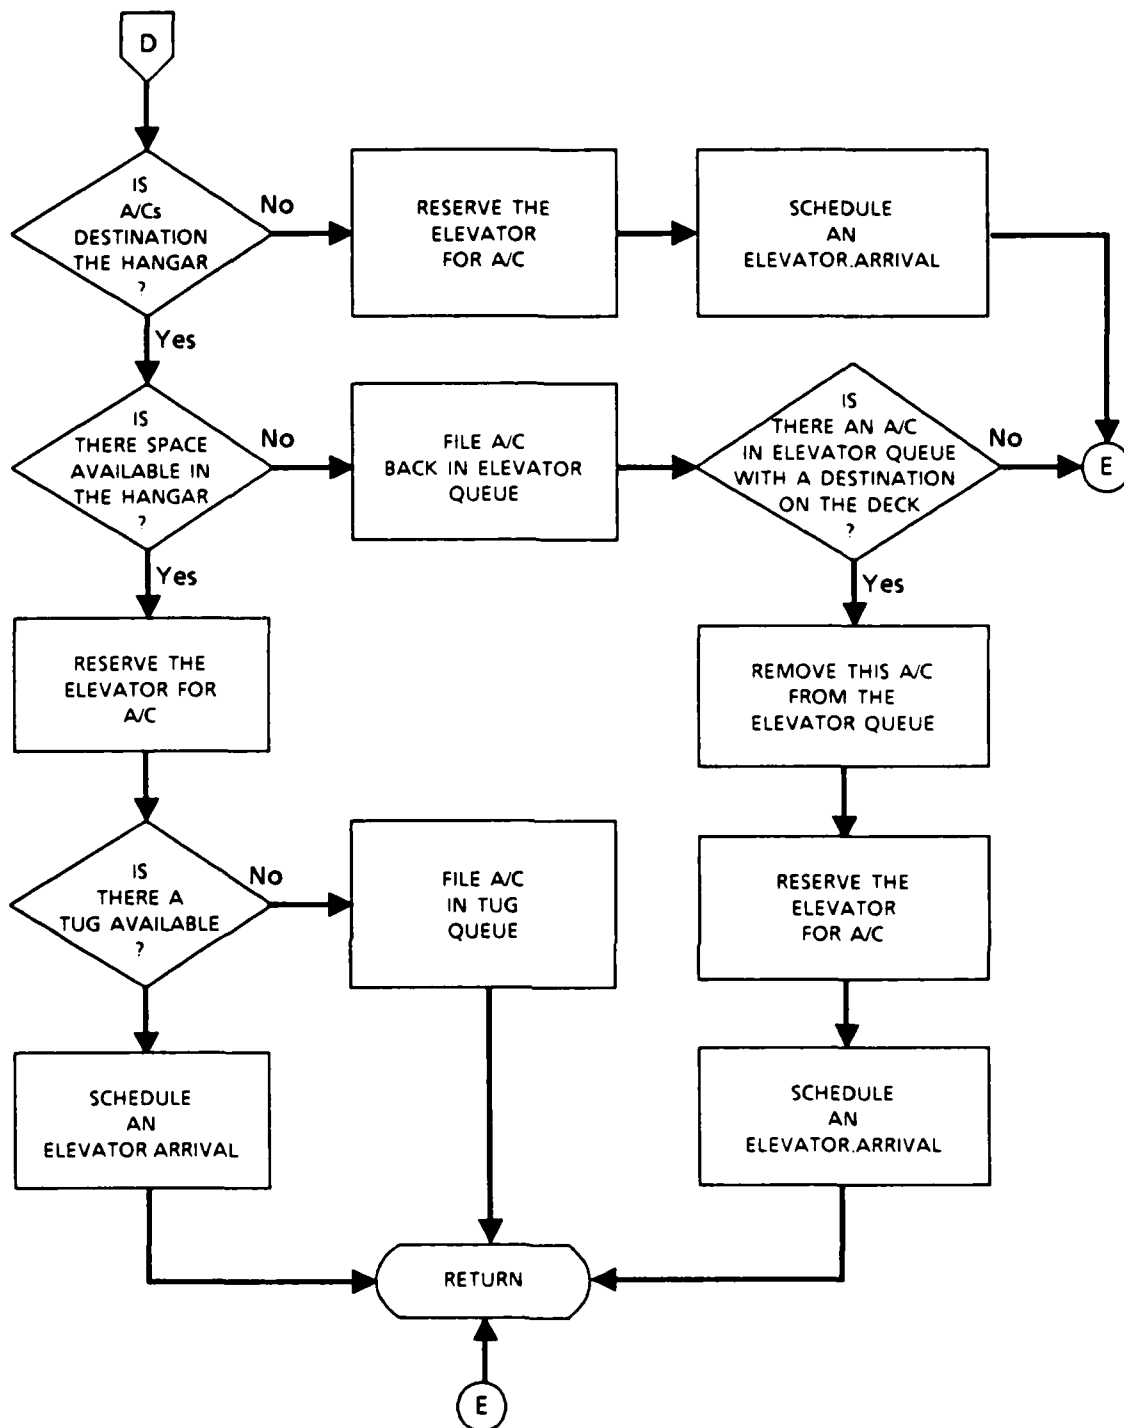 D
IS
A/Cs
DESTINATION
THE HANGAR
?
No
RESERVE THE
ELEVATOR
FOR A/C
SCHEDULE
AN
ELEVATOR.ARRIVAL
Yes
IS
THERE SPACE
AVAILABLE IN
THE HANGAR
?
No
FILE A/C
BACK IN ELEVATOR
QUEUE
IS
THERE AN A/C
IN ELEVATOR QUEUE
WITH A DESTINATION
ON THE DECK
?
No
E
Yes
Yes
RESERVE THE
ELEVATOR FOR
A/C
REMOVE THIS A/C
FROM THE
ELEVATOR QUEUE
IS
THERE A
TUG AVAILABLE
?
No
FILE A/C
IN TUG
QUEUE
RESERVE THE
ELEVATOR
FOR A/C
SCHEDULE
AN
ELEVATOR.ARRIVAL
SCHEDULE
AN
ELEVATOR.ARRIVAL
RETURN
E